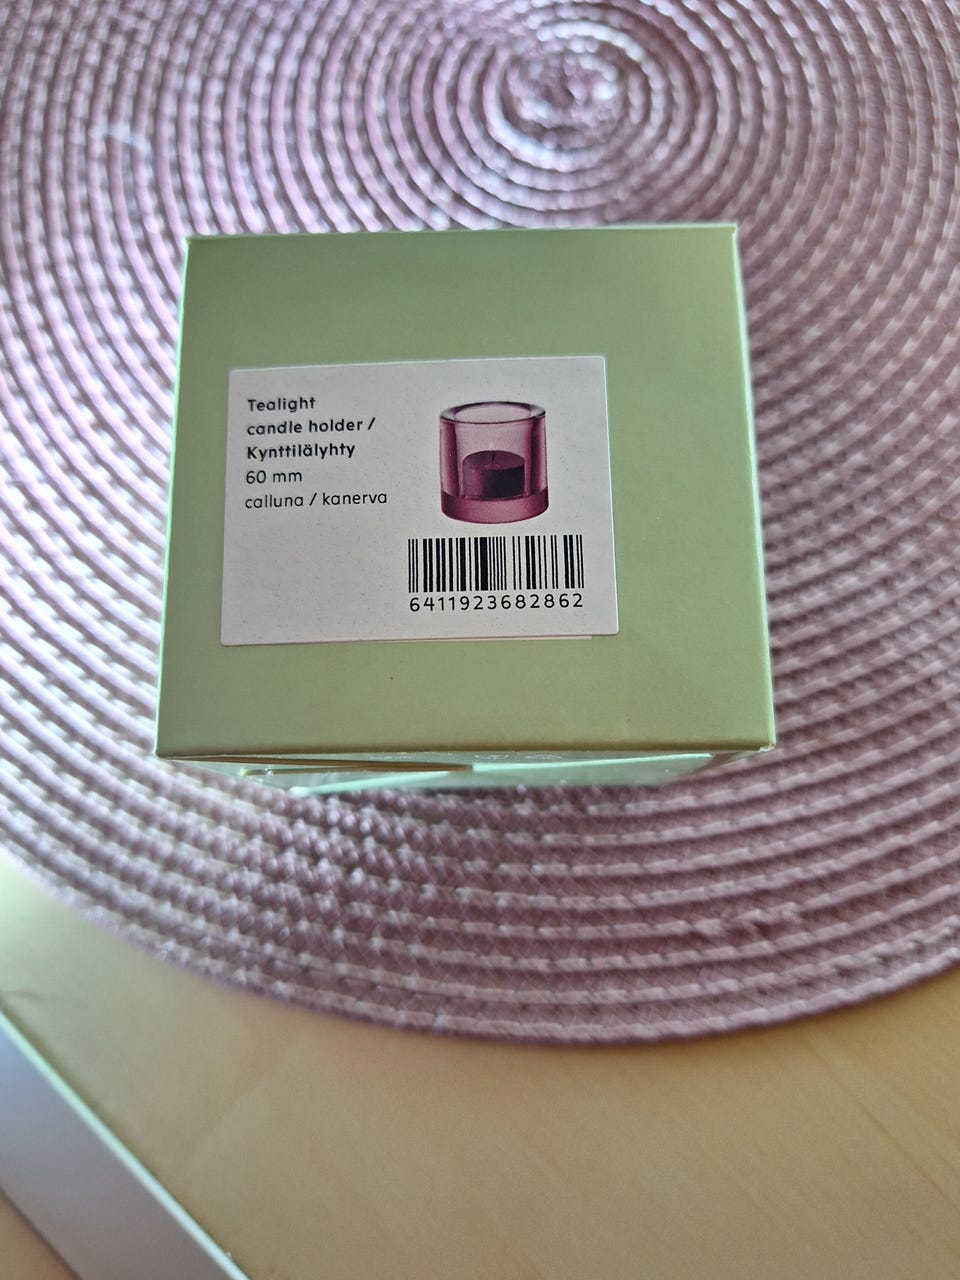 Tealight
candle holder /
Kynttilälyhty
60 mm
calluna / kanerva
6411923682862